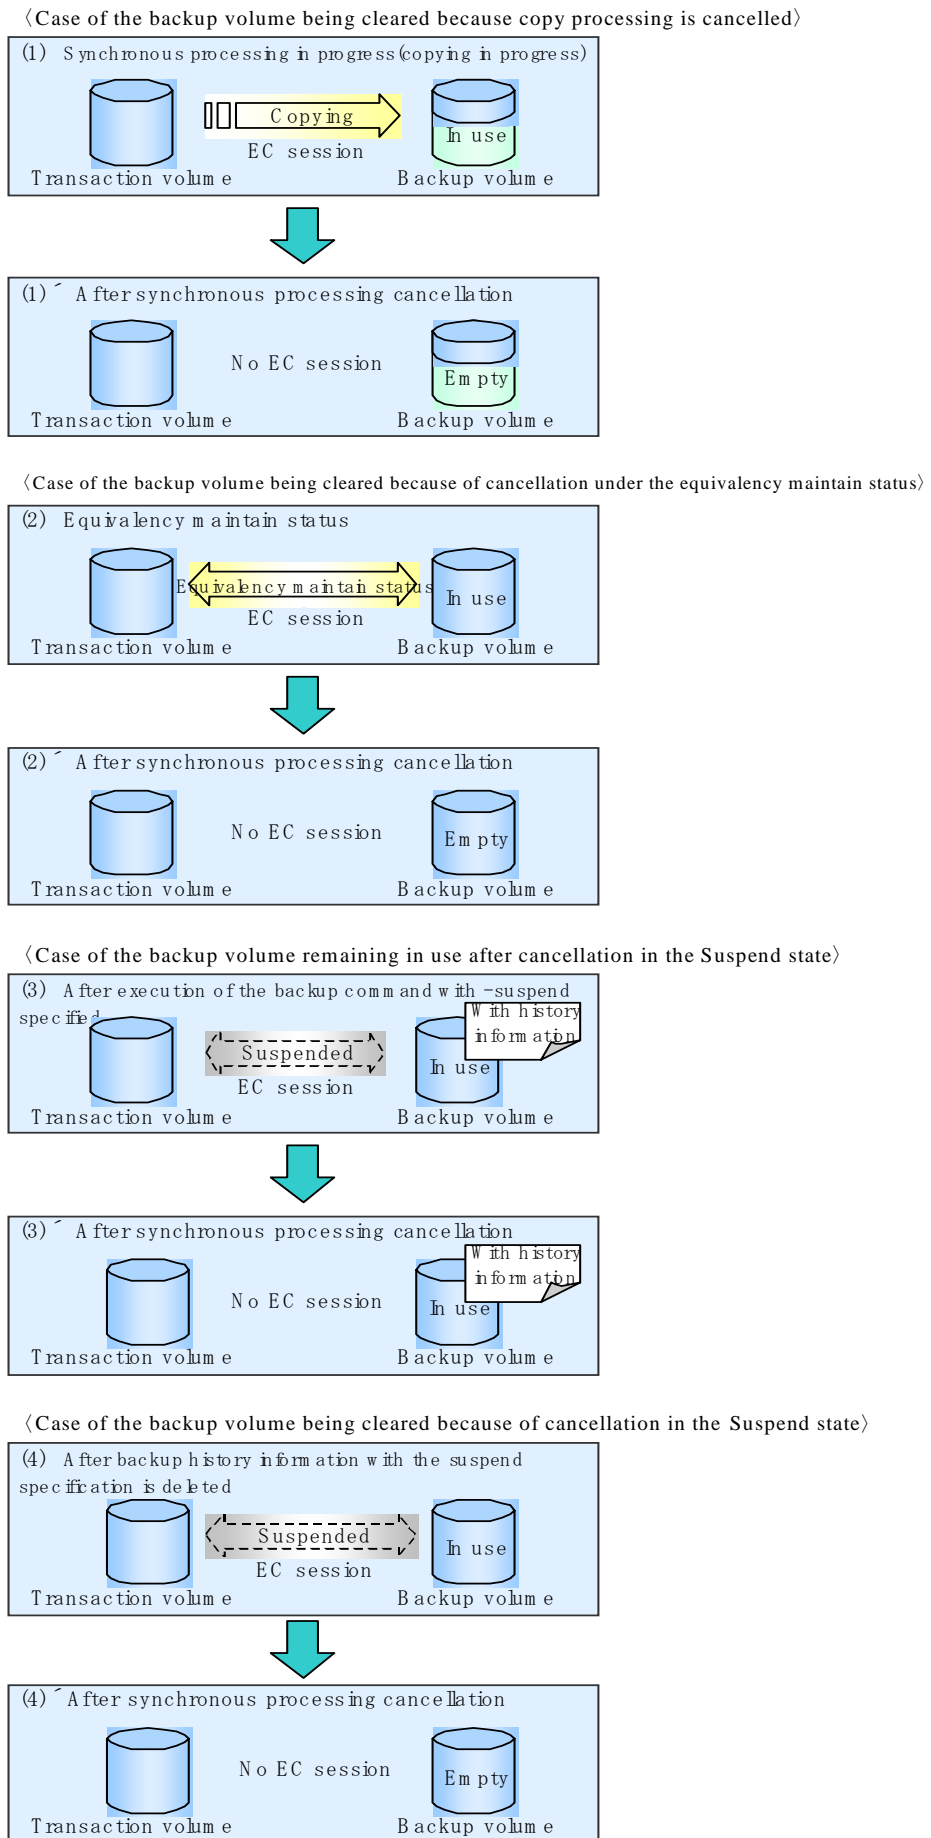 〈Case of the backup volume being cleared because copy processing is cancelled〉
(1) Synchronous processing in progress(copying in progress)
Copying
In use
EC session
Transaction volume Backup volume
(1)´ After synchronous processing cancellation
No EC session
Empty
Transaction volume Backup volume
〈Case of the backup volume being cleared because of cancellation under the equivalency maintain status〉
(2) Equivalency maintain status
Equivalency maintain status
In use
EC session
Transaction volume Backup volume
(2)´ After synchronous processing cancellation
No EC session
Empty
Transaction volume Backup volume
〈Case of the backup volume remaining in use after cancellation in the Suspend state〉
(3) After execution of the backup command with -suspend
specified
With history
information
Suspended
In use
EC session
Transaction volume Backup volume
(3)´ After synchronous processing cancellation
With history
information
No EC session
In use
Transaction volume Backup volume
〈Case of the backup volume being cleared because of cancellation in the Suspend state〉
(4) After backup history information with the suspend
specification is deleted
Suspended
In use
EC session
Transaction volume Backup volume
(4)´ After synchronous processing cancellation
No EC session
Empty
Transaction volume Backup volume